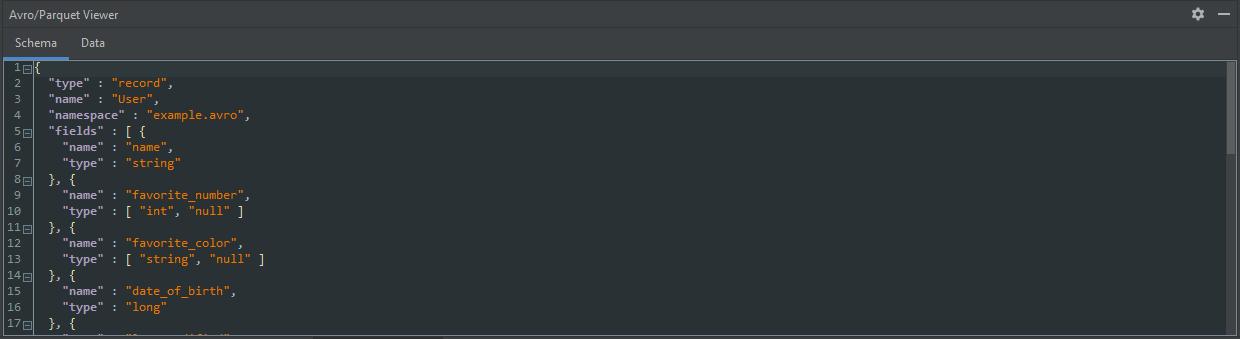 Avro/Parquet Viewer
Schema Data
1 {
2 "type" : "record",
3 "name" : "User",
4 "namespace" : "example.avro",
5 "fields" : [ {
6 "name" : "name",
7 "type" : "string"
8 }, {
9 "name" : "favorite_number",
10 "type" : [ "int", "null" ]
11 }, {
12 "name" : "favorite_color",
13 "type" : [ "string", "null" ]
14 }, {
15 "name" : "date_of_birth",
16 "type" : "long"
17 }, {